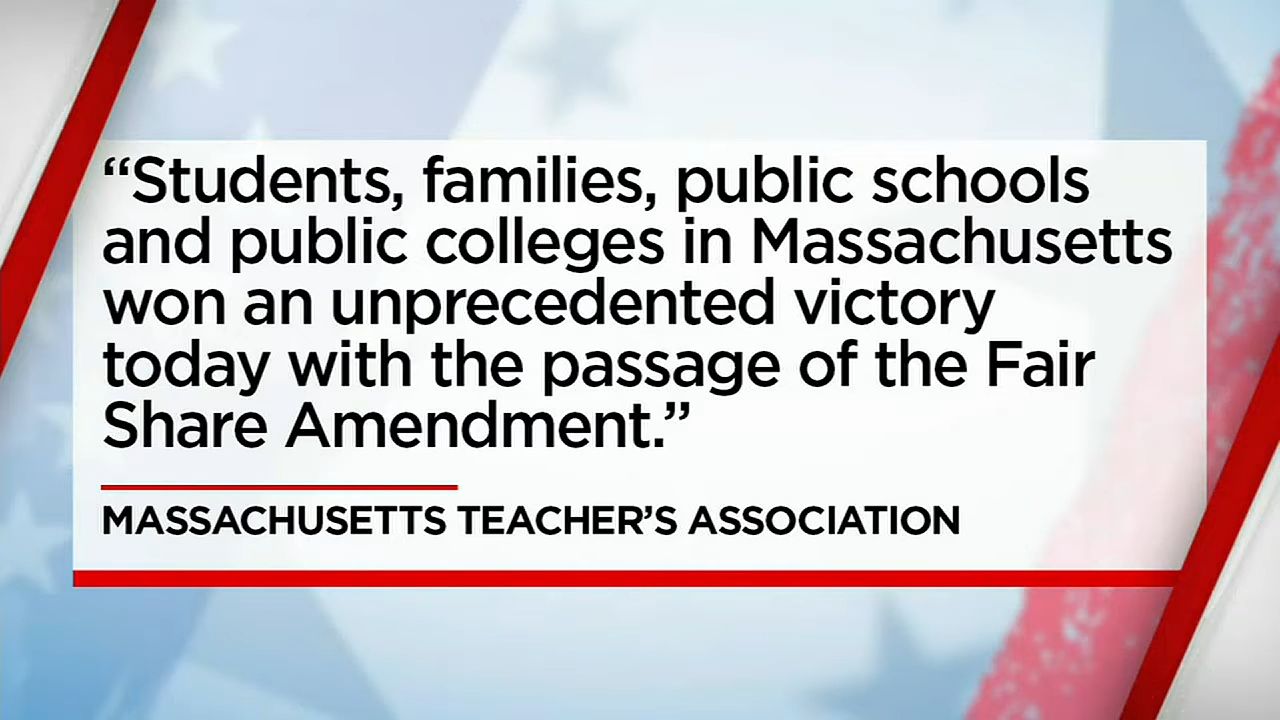 “Students, families, public schools
and public colleges in Massachusetts
won an unprecedented victory
today with the passage of the Fair
Share Amendment.”
MASSACHUSETTS TEACHER’S ASSOCIATION